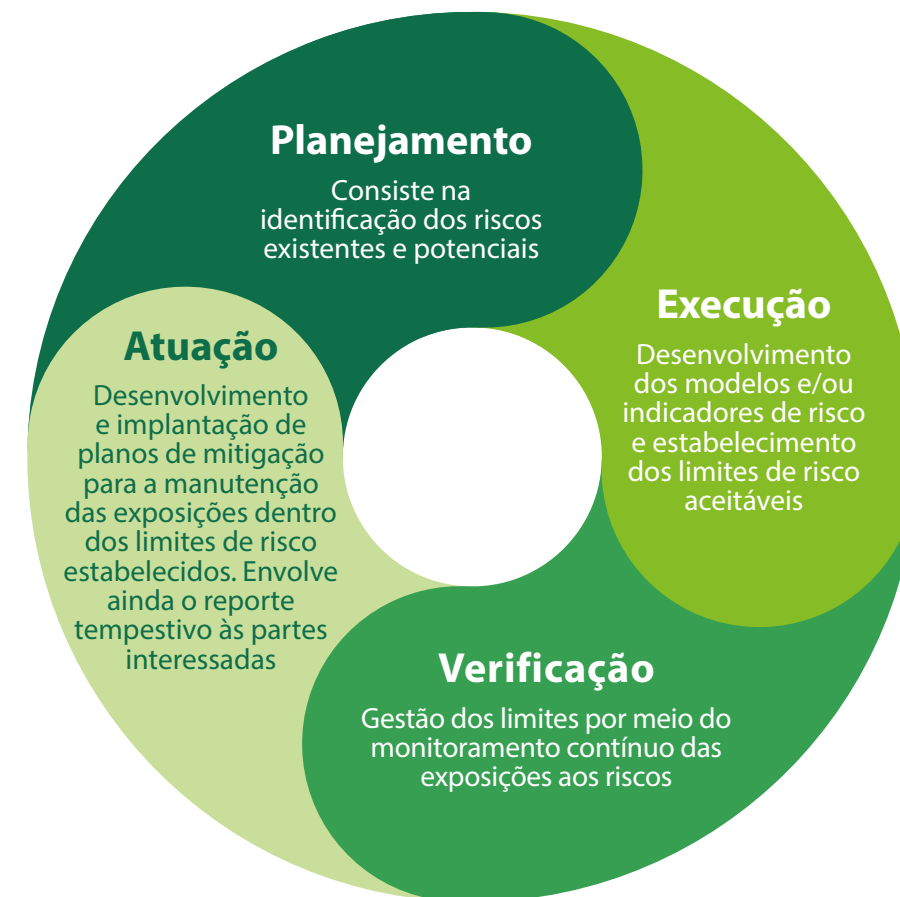 Planejamento
Consiste na
identificação dos riscos
existentes e potenciais
Execução
Desenvolvimento
dos modelos e/ou
indicadores de risco
e estabelecimento
dos limites de risco
aceitáveis
Verificação
Gestão dos limites por meio do
monitoramento contínuo das
exposições aos riscos
Atuação
Desenvolvimento
e implantação de
planos de mitigação
para a manutenção
das exposições dentro
dos limites de risco
estabelecidos. Envolve
ainda o reporte
tempestivo às partes
interessadas